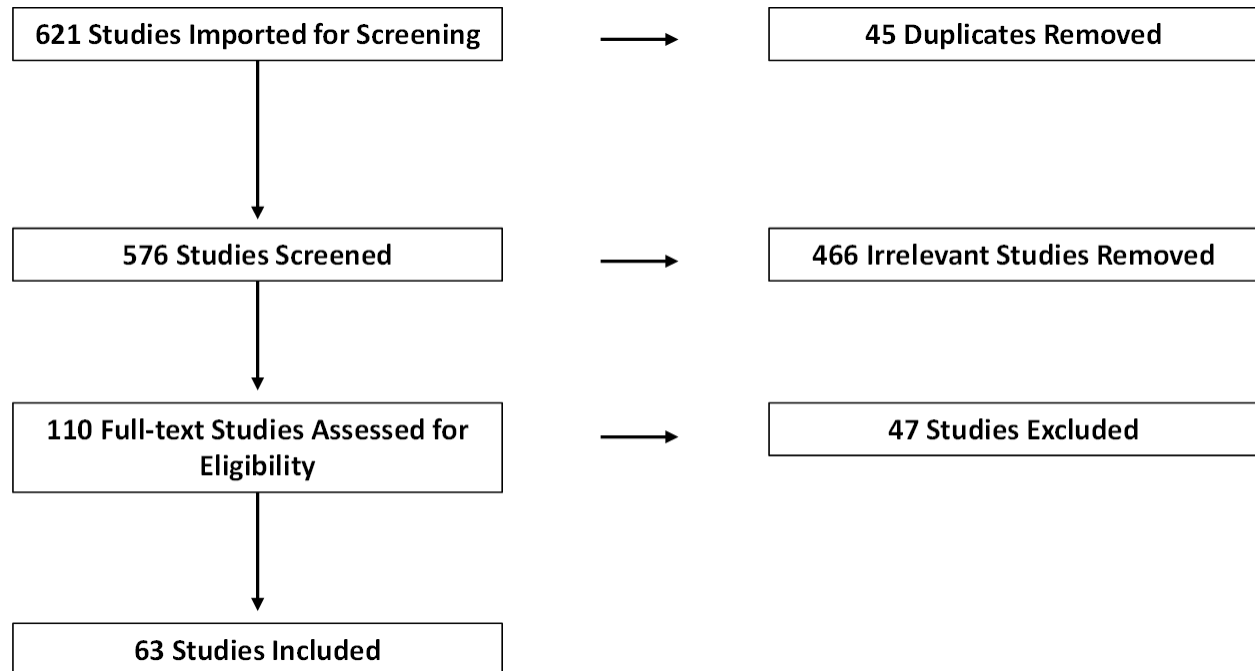 621 Studies Imported for Screening
45 Duplicates Removed
576 Studies Screened
466 Irrelevant Studies Removed
110 Full-text Studies Assessed for
Eligibility
47 Studies Excluded
63 Studies Included